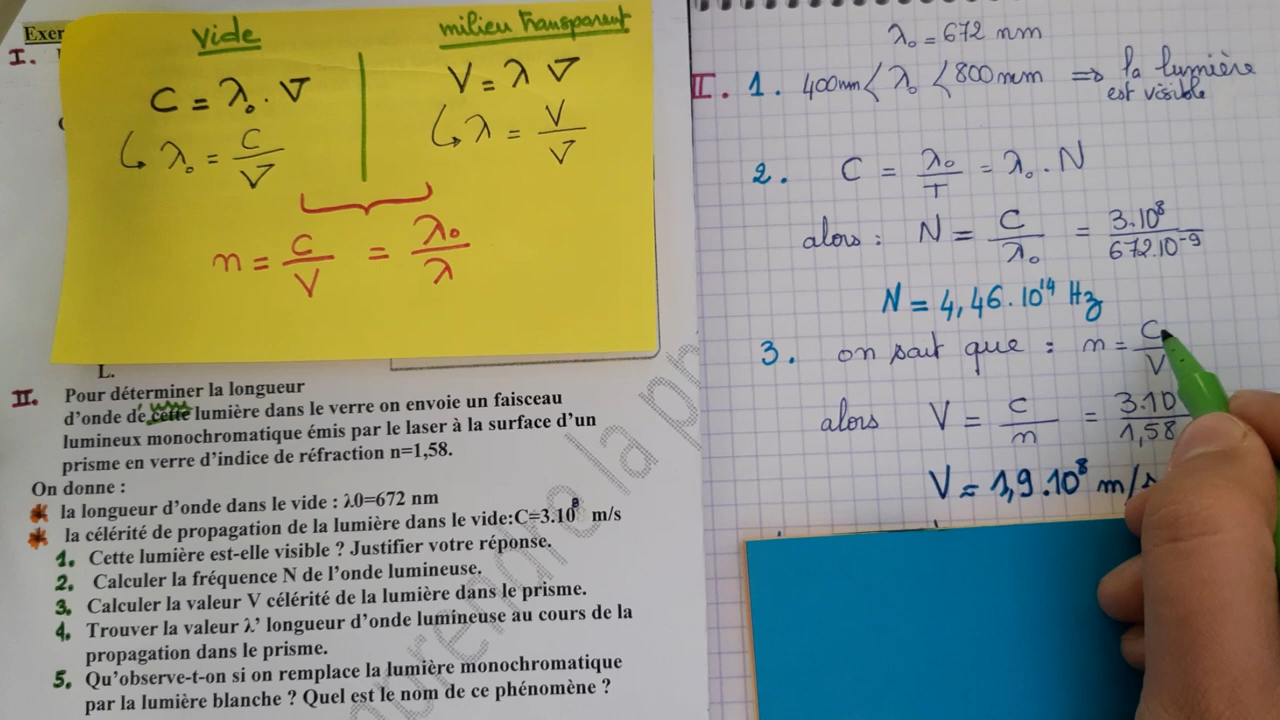 Exer
I.
Vide
C = λ₀ . ν
↳ λ₀ = C/ν
milieu transparent
V = λ ν
↳ λ = V/ν
n = C/V = λ₀/λ
L.
II. Pour déterminer la longueur
d'onde de cette lumière dans le verre on envoie un faisceau
lumineux monochromatique émis par le laser à la surface d'un
prisme en verre d'indice de réfraction n=1,58.
On donne :
la longueur d'onde dans le vide : λ0=672 nm
la célérité de propagation de la lumière dans le vide:C=3.10⁸ m/s
1. Cette lumière est-elle visible ? Justifier votre réponse.
2. Calculer la fréquence N de l'onde lumineuse.
3. Calculer la valeur V célérité de la lumière dans le prisme.
4. Trouver la valeur λ' longueur d'onde lumineuse au cours de la
propagation dans le prisme.
5. Qu'observe-t-on si on remplace la lumière monochromatique
par la lumière blanche ? Quel est le nom de ce phénomène ?
prendre la ph
λ₀ = 672 nm
II. 1. 400nm < λ₀ < 800nm ⇒ la lumière
est visible
2. C = λ₀/T = λ₀ . N
alors : N = C/λ₀ = 3.10⁸/672.10⁻⁹
N = 4,46.10¹⁴ Hz
3. on sait que : n = C/V
alors V = C/n = 3.10/1,58
V = 1,9.10⁸ m/s